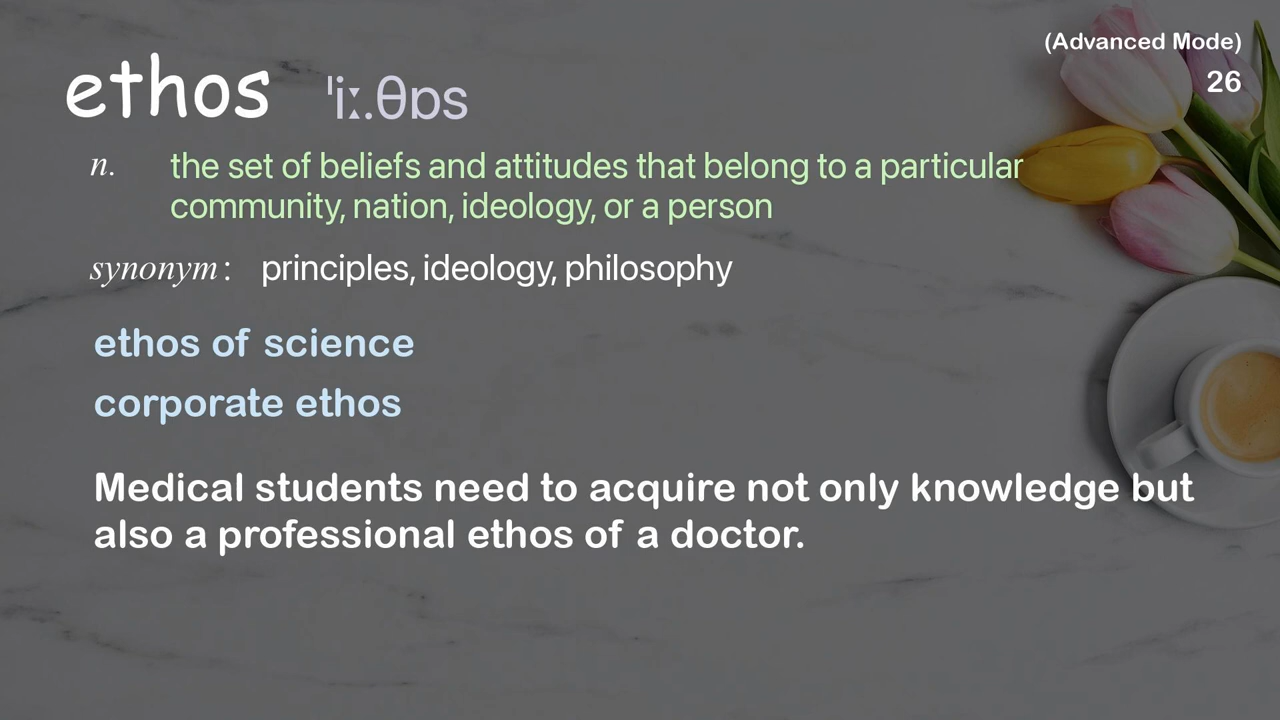 (Advanced Mode)
26
ethos ˈiː.θɒs
n. the set of beliefs and attitudes that belong to a particular
community, nation, ideology, or a person
synonym: principles, ideology, philosophy
ethos of science
corporate ethos
Medical students need to acquire not only knowledge but
also a professional ethos of a doctor.